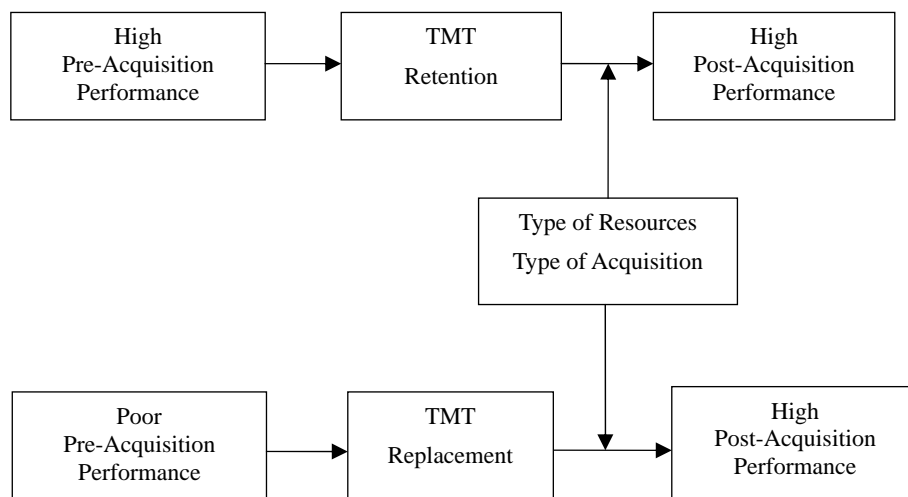 High
Pre-Acquisition
Performance
TMT
Retention
High
Post-Acquisition
Performance
Type of Resources
Type of Acquisition
Poor
Pre-Acquisition
Performance
TMT
Replacement
High
Post-Acquisition
Performance